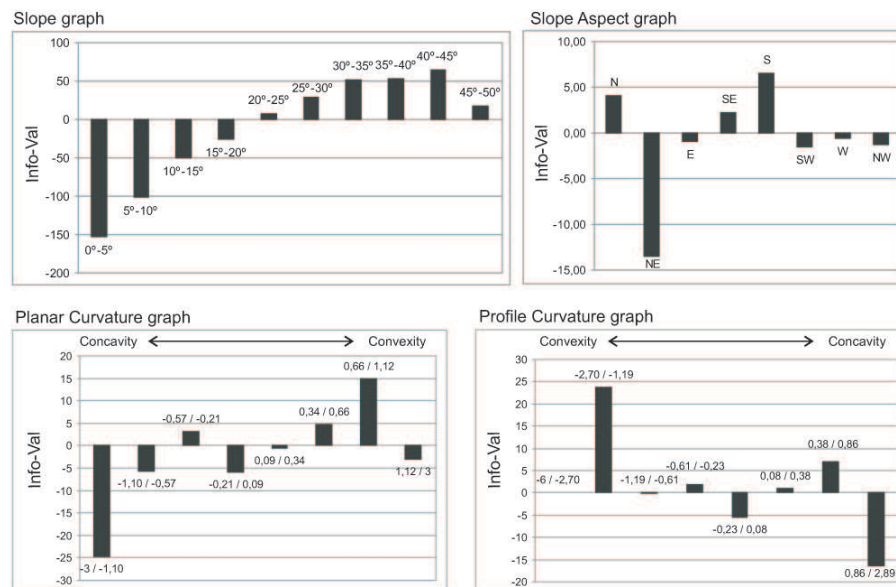 Slope graph
100
50
0
-50
-100
-150
-200
Info-Val
0º-5º
5º-10º
10º-15º
15º-20º
20º-25º
25º-30º
30º-35º
35º-40º
40º-45º
45º-50º
Slope Aspect graph
10,00
5,00
0,00
-5,00
-10,00
-15,00
Info-Val
N
NE
E
SE
S
SW
W
NW
Planar Curvature graph
Concavity
Convexity
20
15
10
5
0
-5
-10
-15
-20
-25
-30
Info-Val
-3 / -1,10
-1,10 / -0,57
-0,57 / -0,21
-0,21 / 0,09
0,09 / 0,34
0,34 / 0,66
0,66 / 1,12
1,12 / 3
Profile Curvature graph
Convexity
Concavity
30
25
20
15
10
5
0
-5
-10
-15
-20
Info-Val
-6 / -2,70
-2,70 / -1,19
-1,19 / -0,61
-0,61 / -0,23
-0,23 / 0,08
0,08 / 0,38
0,38 / 0,86
0,86 / 2,89